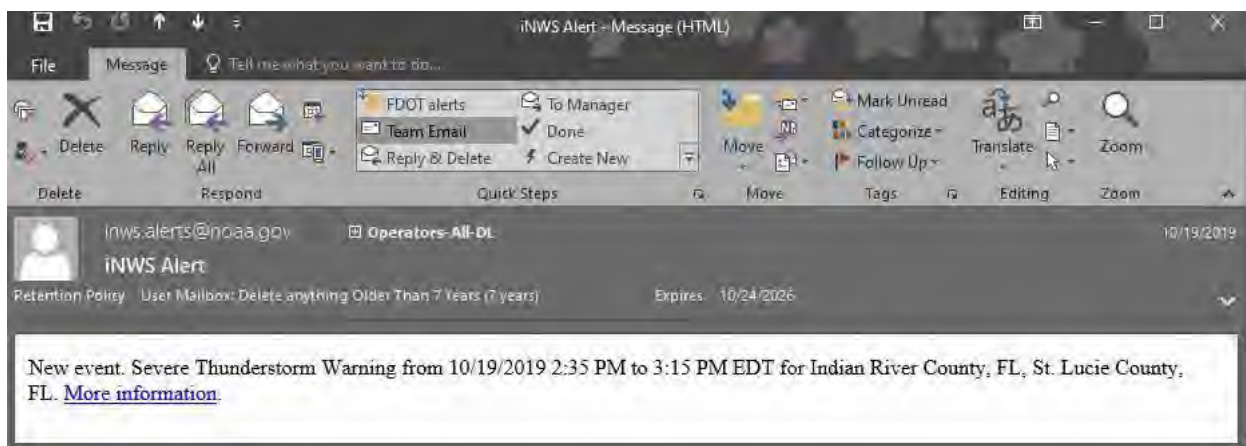 iNWS Alert - Message (HTML)
File Message Tell me what you want to do...
Delete Reply Reply All Forward
FDOT alerts To Manager
Team Email Done
Reply & Delete Create New
Move
Mark Unread
Categorize
Follow Up
Translate
Zoom
Delete Respond Quick Steps Move Tags Editing Zoom
inws.alerts@noaa.gov Operators-All-DL 10/19/2019
iNWS Alert
Retention Policy User Mailbox: Delete anything Older Than 7 Years (7 years) Expires 10/24/2026
New event. Severe Thunderstorm Warning from 10/19/2019 2:35 PM to 3:15 PM EDT for Indian River County, FL, St. Lucie County,
FL. More information.